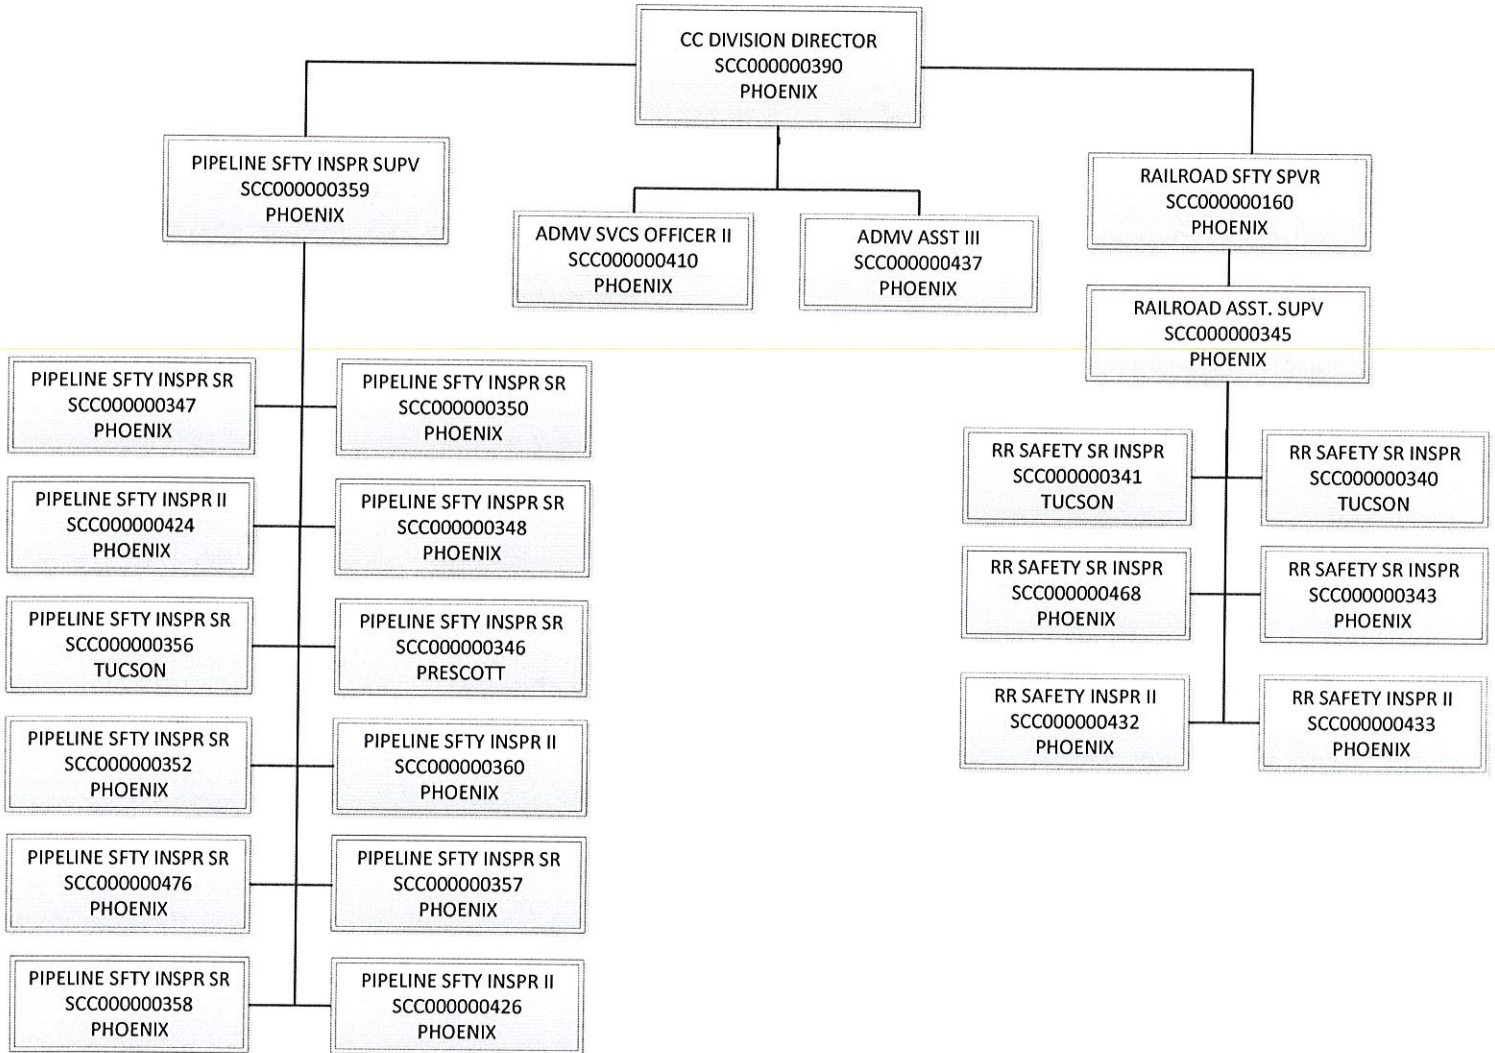 CC DIVISION DIRECTOR
SCC000000390
PHOENIX
PIPELINE SFTY INSPR SUPV
SCC000000359
PHOENIX
ADMV SVCS OFFICER II
SCC000000410
PHOENIX
ADMV ASST III
SCC000000437
PHOENIX
RAILROAD SFTY SPVR
SCC000000160
PHOENIX
RAILROAD ASST. SUPV
SCC000000345
PHOENIX
PIPELINE SFTY INSPR SR
SCC000000347
PHOENIX
PIPELINE SFTY INSPR SR
SCC000000350
PHOENIX
PIPELINE SFTY INSPR II
SCC000000424
PHOENIX
PIPELINE SFTY INSPR SR
SCC000000348
PHOENIX
PIPELINE SFTY INSPR SR
SCC000000356
TUCSON
PIPELINE SFTY INSPR SR
SCC000000346
PRESCOTT
PIPELINE SFTY INSPR SR
SCC000000352
PHOENIX
PIPELINE SFTY INSPR II
SCC000000360
PHOENIX
PIPELINE SFTY INSPR SR
SCC000000476
PHOENIX
PIPELINE SFTY INSPR SR
SCC000000357
PHOENIX
PIPELINE SFTY INSPR SR
SCC000000358
PHOENIX
PIPELINE SFTY INSPR II
SCC000000426
PHOENIX
RR SAFETY SR INSPR
SCC000000341
TUCSON
RR SAFETY SR INSPR
SCC000000340
TUCSON
RR SAFETY SR INSPR
SCC000000468
PHOENIX
RR SAFETY SR INSPR
SCC000000343
PHOENIX
RR SAFETY INSPR II
SCC000000432
PHOENIX
RR SAFETY INSPR II
SCC000000433
PHOENIX